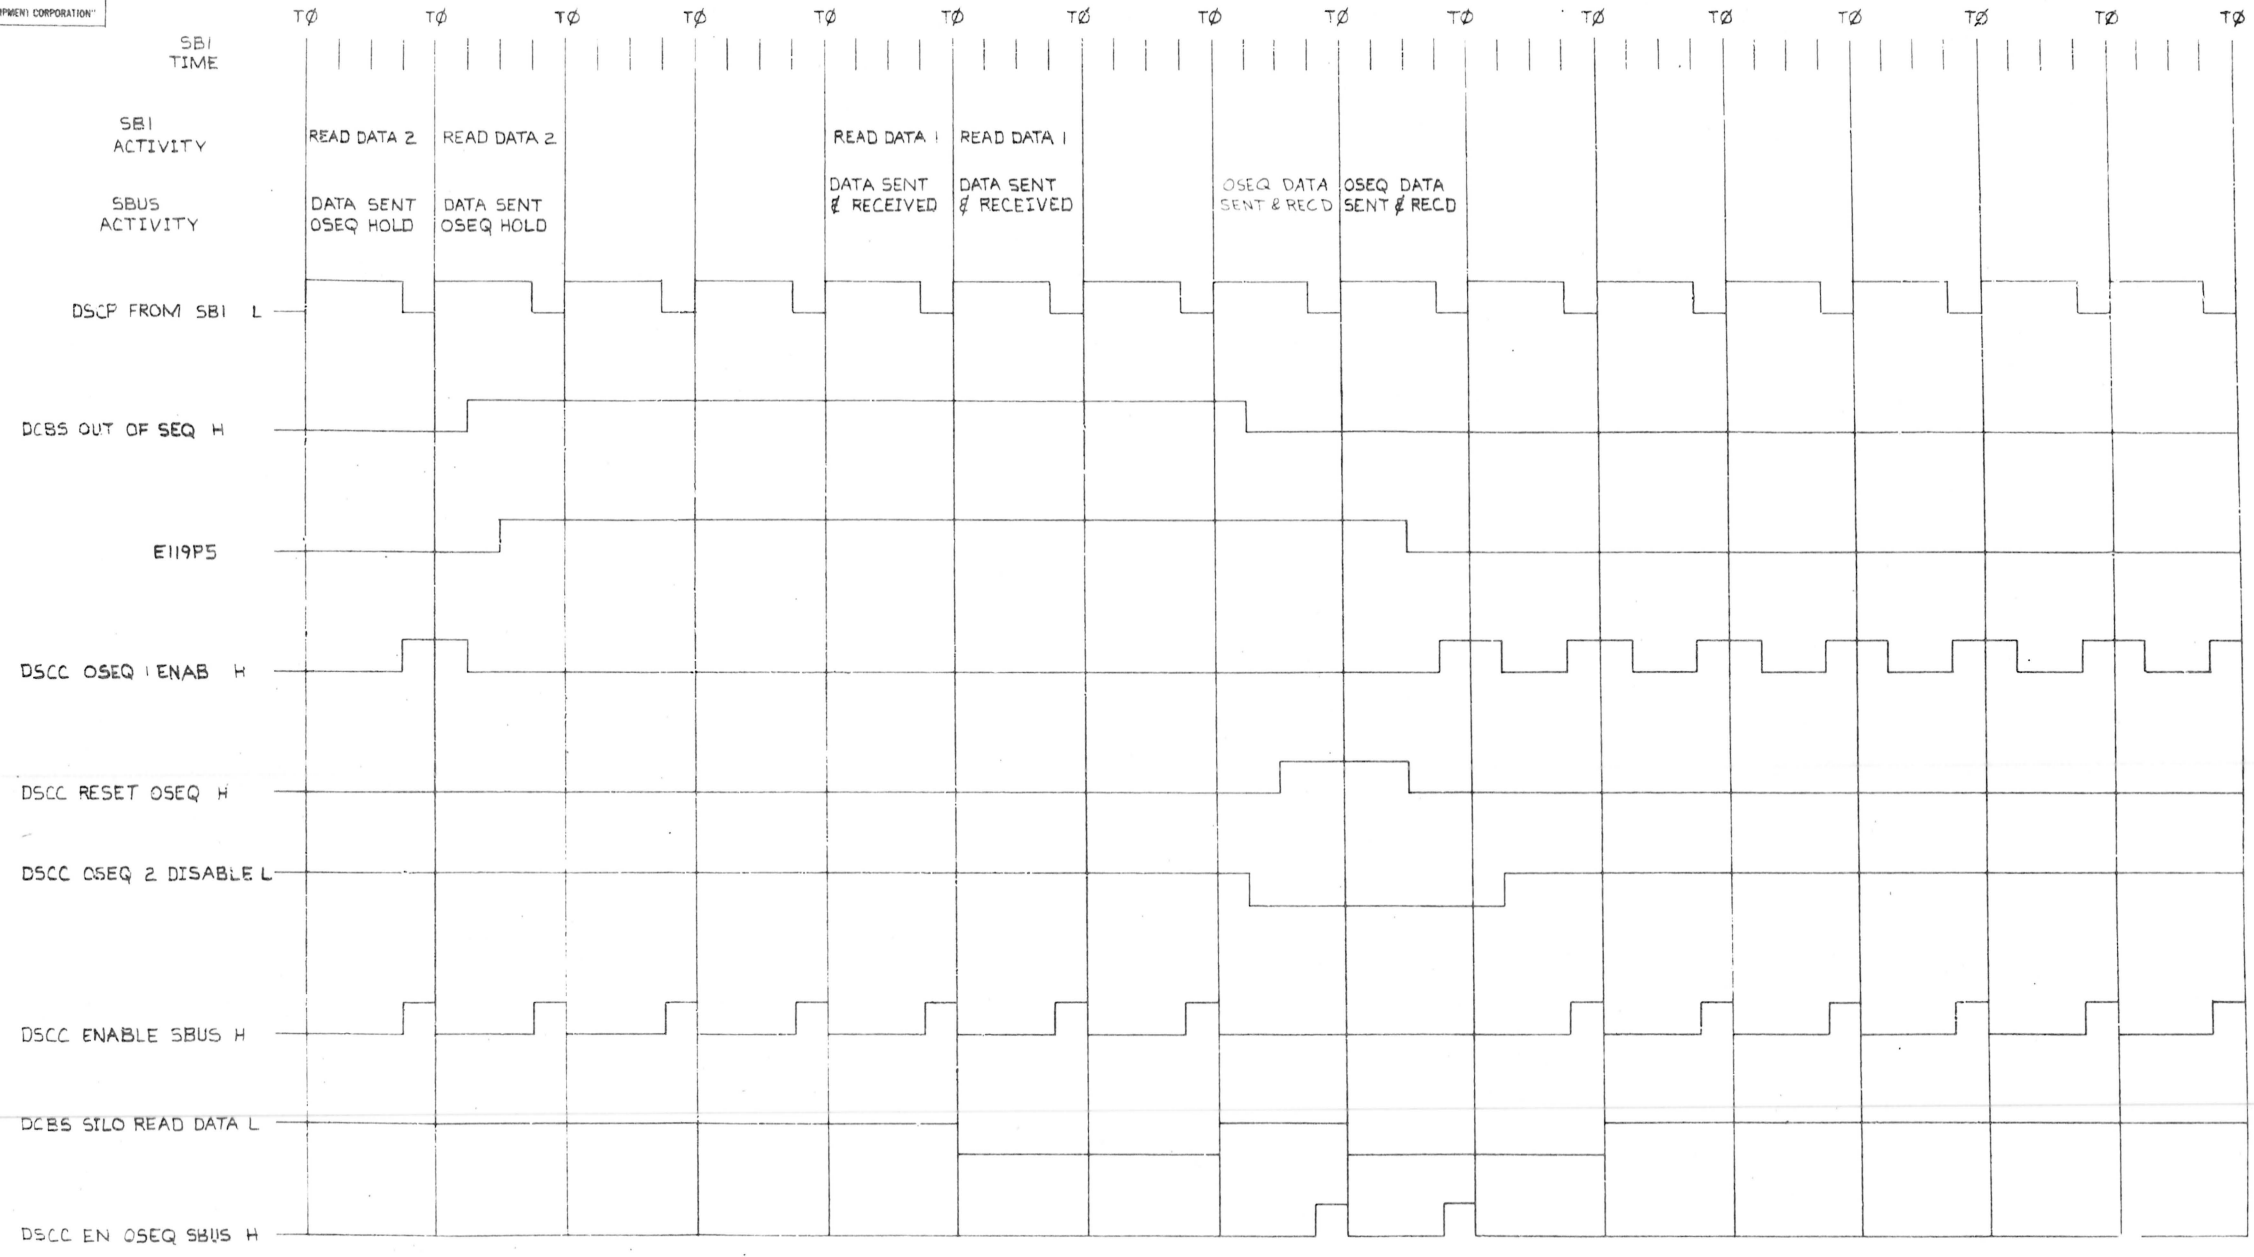 PMENT CORPORATION"
TØ TØ TØ TØ TØ TØ TØ TØ TØ TØ TØ TØ TØ TØ TØ TØ
SBI
TIME
SBI
ACTIVITY
READ DATA 2 READ DATA 2 READ DATA 1 READ DATA 1
SBUS
ACTIVITY
DATA SENT
OSEQ HOLD
DATA SENT
OSEQ HOLD
DATA SENT
& RECEIVED
DATA SENT
& RECEIVED
OSEQ DATA
SENT & RECD
OSEQ DATA
SENT & RECD
DSCP FROM SBI L
DCBS OUT OF SEQ H
E119P5
DSCC OSEQ 1 ENAB H
DSCC RESET OSEQ H
DSCC OSEQ 2 DISABLE L
DSCC ENABLE SBUS H
DCBS SILO READ DATA L
DSCC EN OSEQ SBUS H